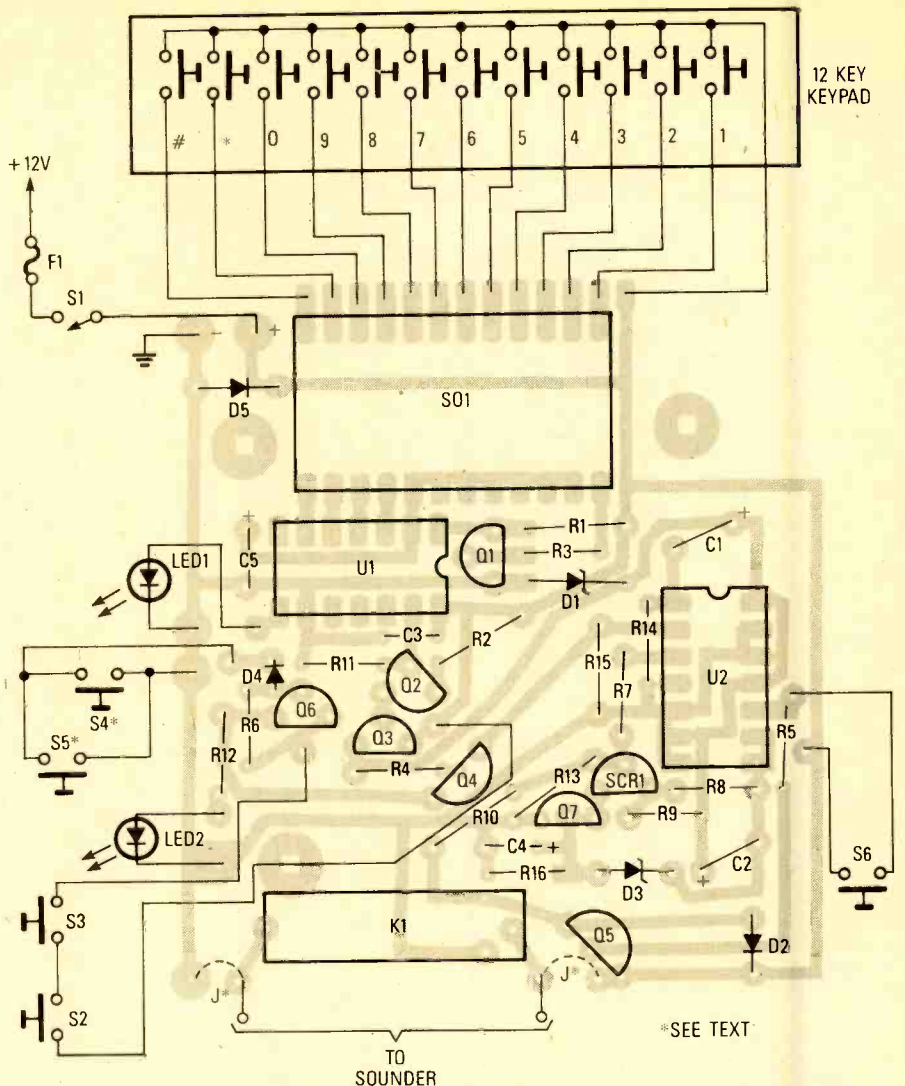 12 KEY
KEYPAD
# * 0 9 8 7 6 5 4 3 2 1
+12V
F1
S1
- +
D5
SO1
+
C5
U1
Q1
R1
R3
D1
+
C1
LED1
C3
R2
R14
R15
R7
U2
R11
D4
Q2
Q6
S4*
R6
S5*
R12
Q3
R4
Q4
R13
SCR1
R8
R5
R10
Q7
R9
LED2
C4 +
R16
D3
+
C2
S6
S3
K1
Q5
D2
S2
J*
J*
*SEE TEXT
TO
SOUNDER